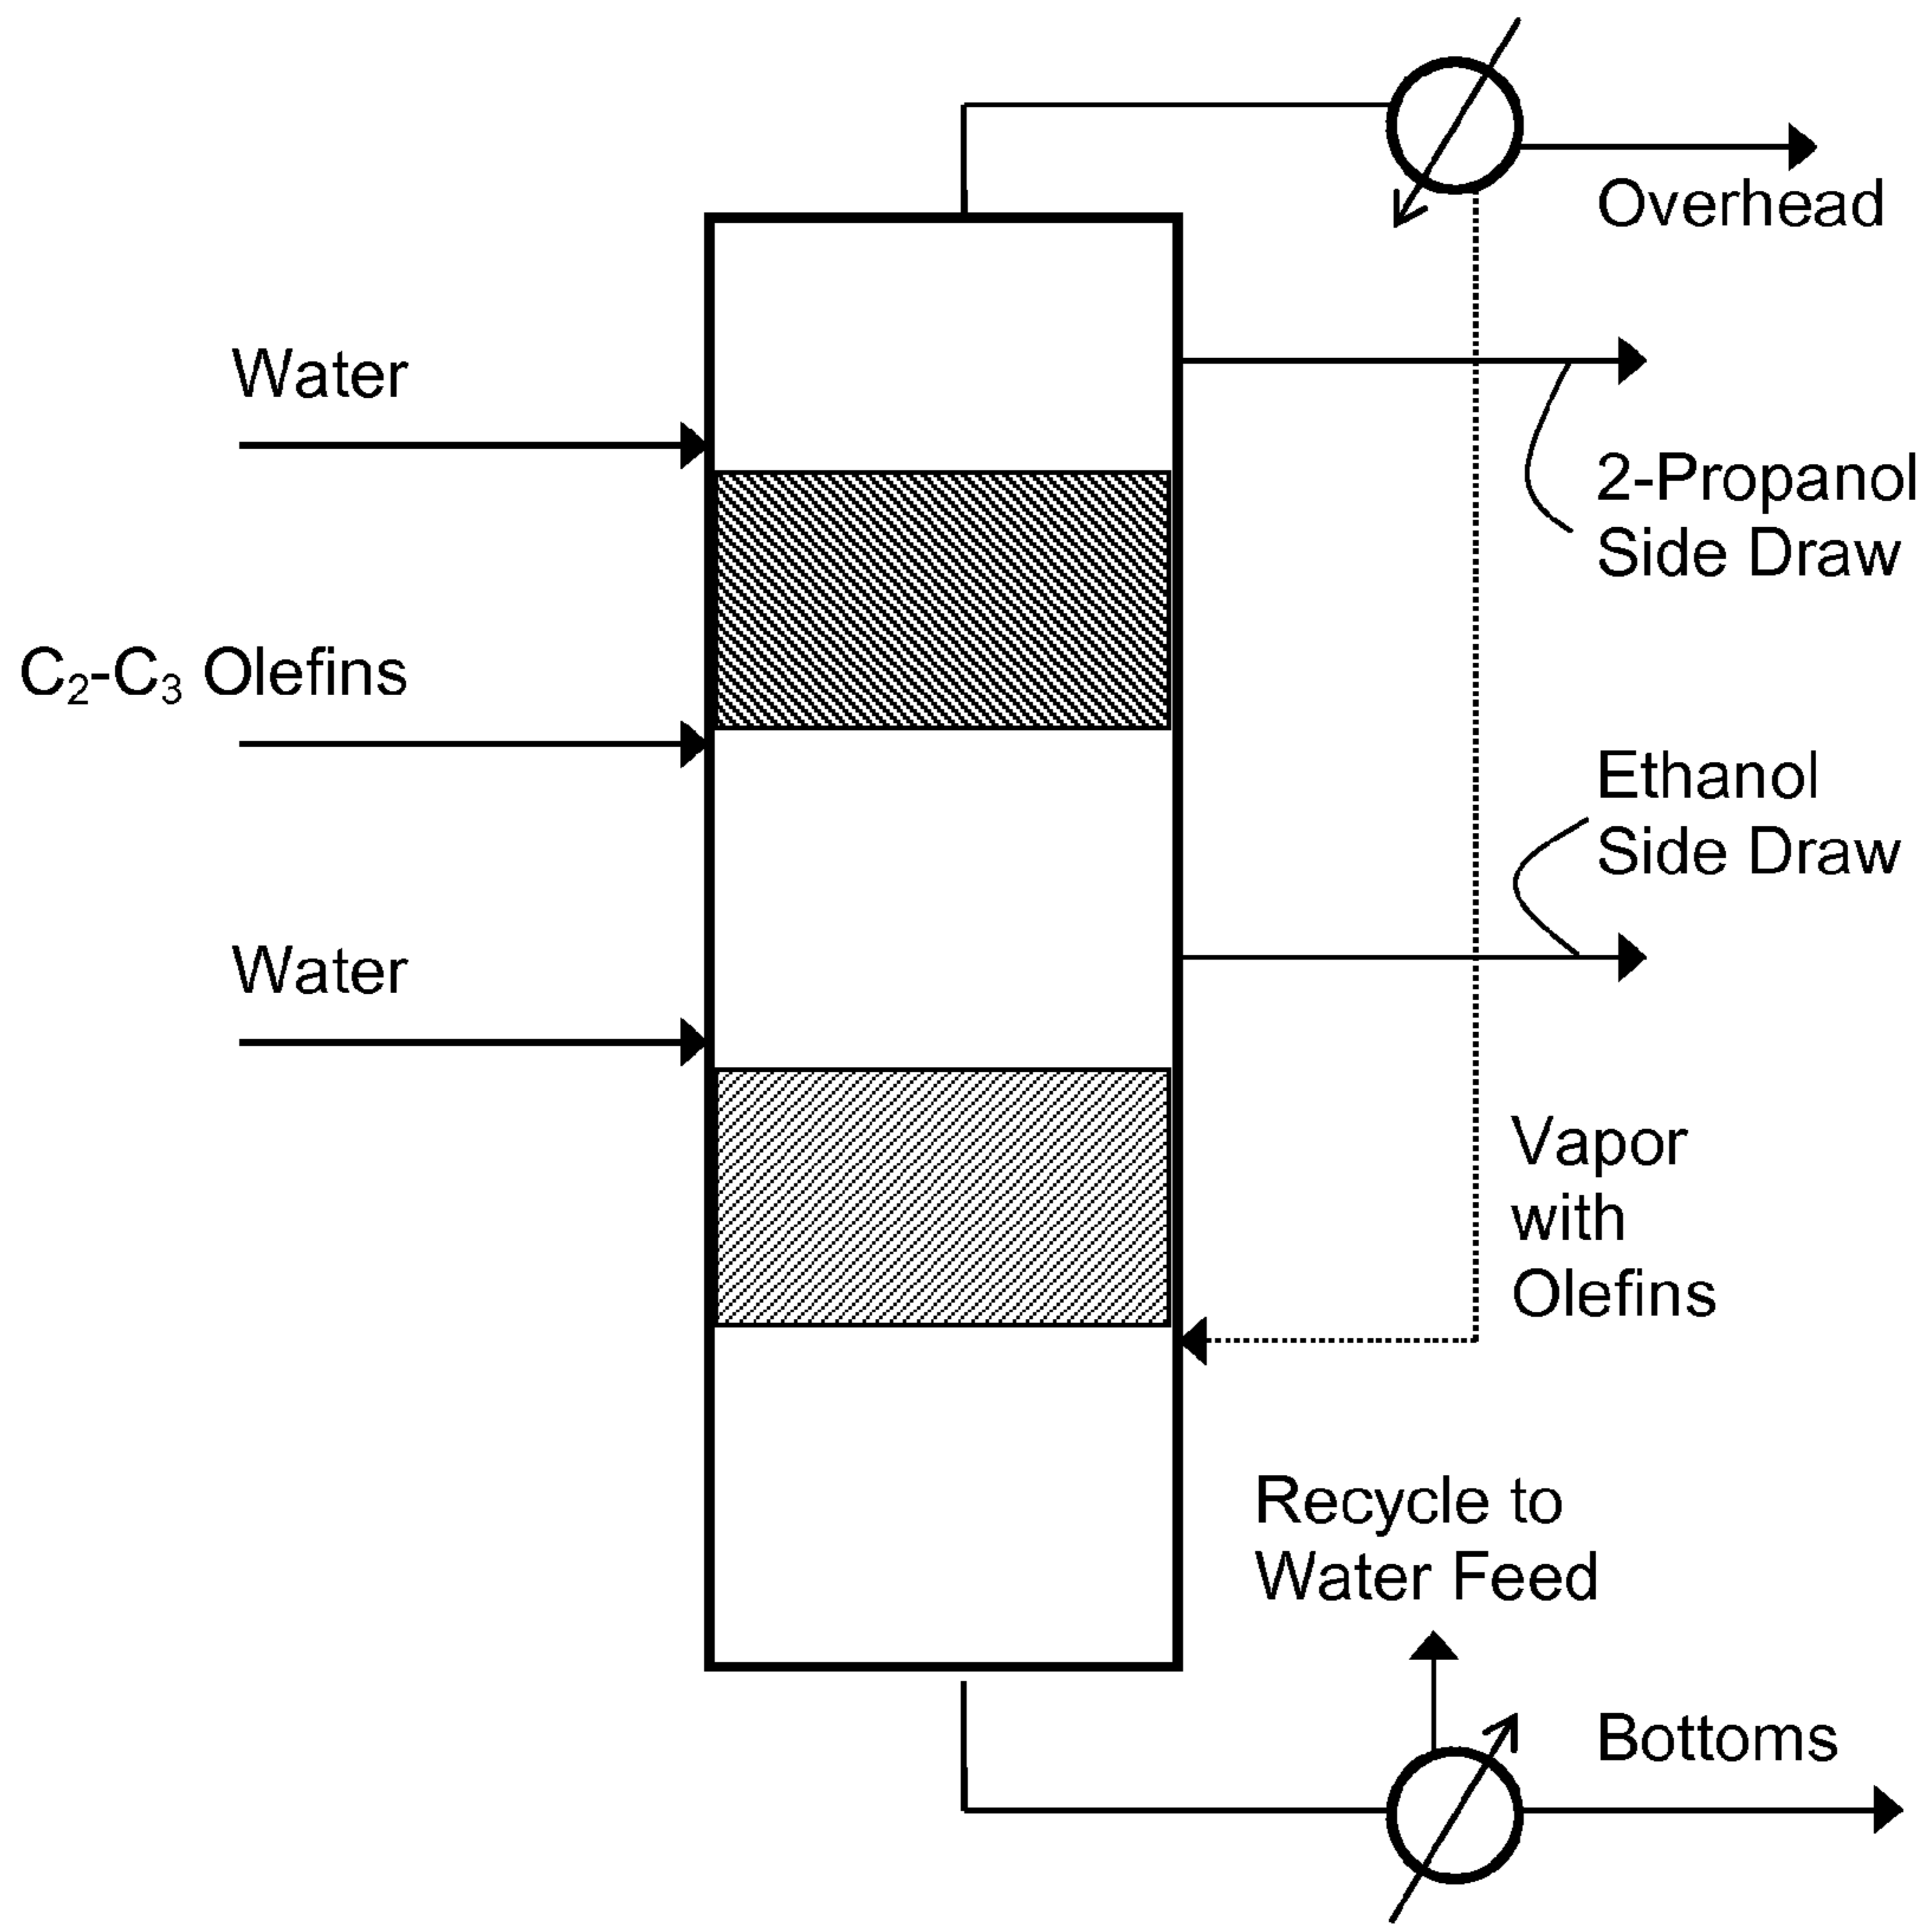 Overhead
Water
2-Propanol
Side Draw
C₂-C₃ Olefins
Ethanol
Side Draw
Water
Vapor
with
Olefins
Recycle to
Water Feed
Bottoms